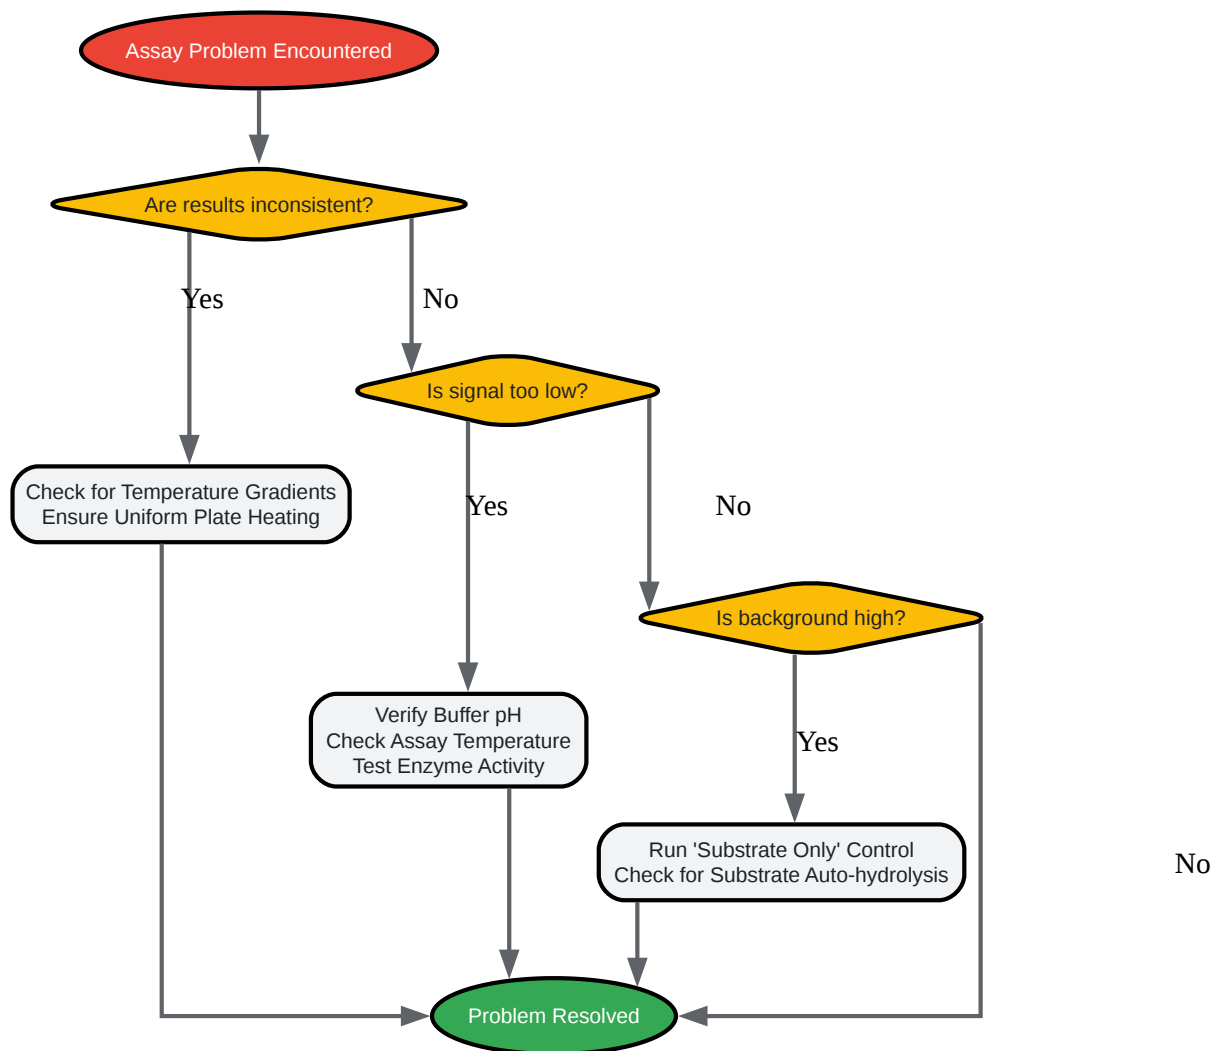 Assay Problem Encountered
Are results inconsistent?
Yes
No
Is signal too low?
Check for Temperature Gradients
Ensure Uniform Plate Heating
Yes
No
Is background high?
Verify Buffer pH
Check Assay Temperature
Test Enzyme Activity
Yes
Run 'Substrate Only' Control
Check for Substrate Auto-hydrolysis
No
Problem Resolved